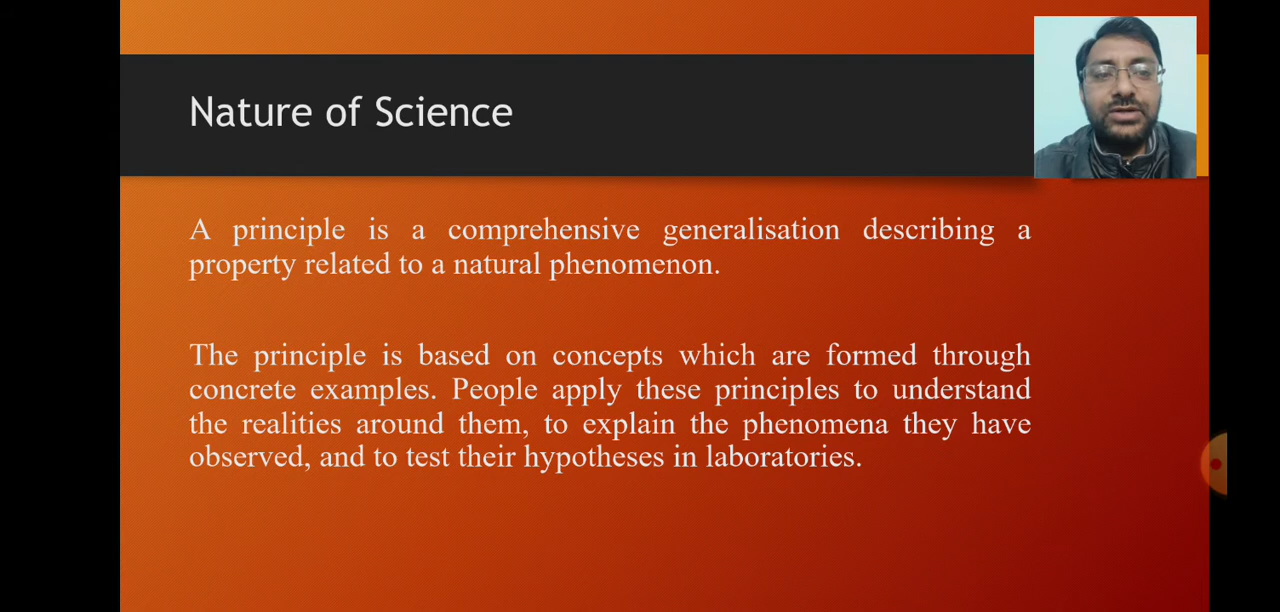 Nature of Science
A principle is a comprehensive generalisation describing a
property related to a natural phenomenon.
The principle is based on concepts which are formed through
concrete examples. People apply these principles to understand
the realities around them, to explain the phenomena they have
observed, and to test their hypotheses in laboratories.